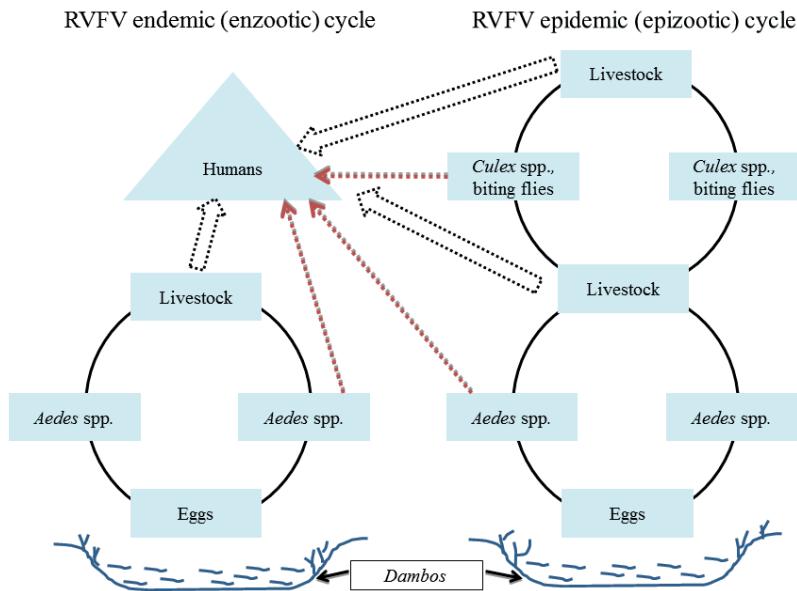 RVFV endemic (enzootic) cycle
RVFV epidemic (epizootic) cycle
Livestock
Humans
Culex spp.,
biting flies
Culex spp.,
biting flies
Livestock
Livestock
Aedes spp.
Aedes spp.
Aedes spp.
Aedes spp.
Eggs
Eggs
Dambos